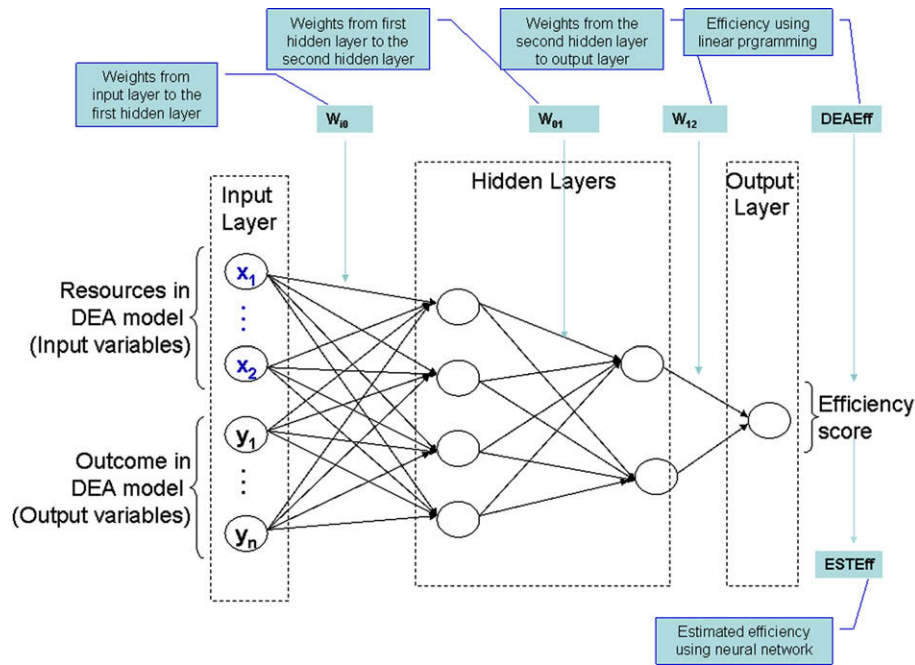 Weights from
input layer to the
first hidden layer
Weights from first
hidden layer to the
second hidden layer
Weights from the
second hidden layer
to output layer
Efficiency using
linear prgramming
Wi0
W01
W12
DEAEff
Input
Layer
Hidden Layers
Output
Layer
Resources in
DEA model
(Input variables)
x1
x2
Outcome in
DEA model
(Output variables)
y1
yn
Efficiency
score
ESTEff
Estimated efficiency
using neural network